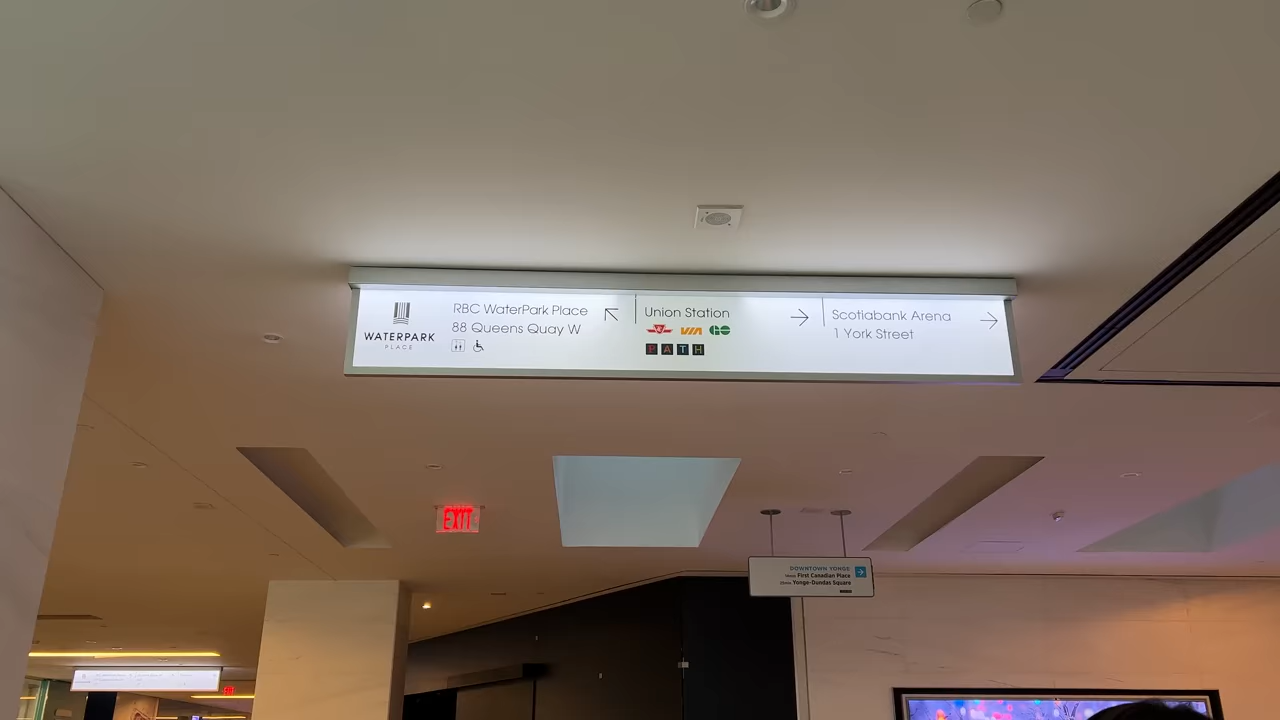 WATERPARK
PLACE
RBC WaterPark Place
88 Queens Quay W
Union Station
VIA GO
PATH
Scotiabank Arena
1 York Street
EXIT
DOWNTOWN YONGE
First Canadian Place
Yonge-Dundas Square